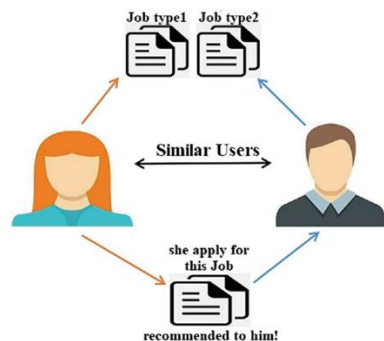 Job type1 Job type2
Similar Users
she apply for
this Job
recommended to him!